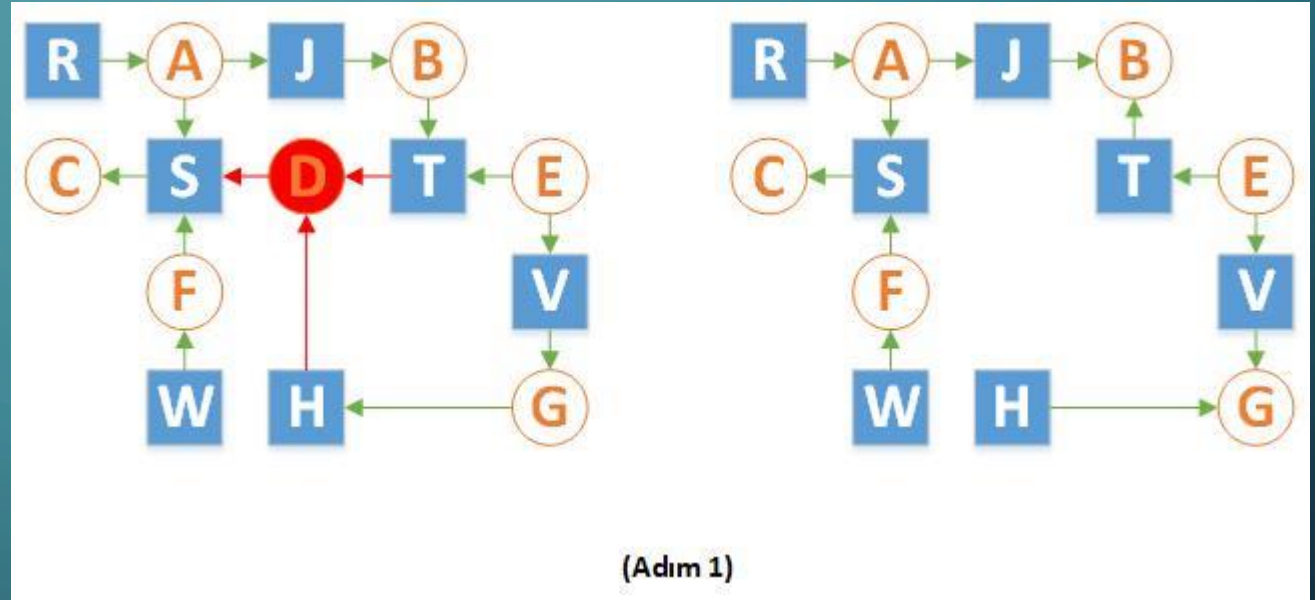 R A J B R A J B
C S D T E C S T E
F V F V
W H G W H G
(Adım 1)